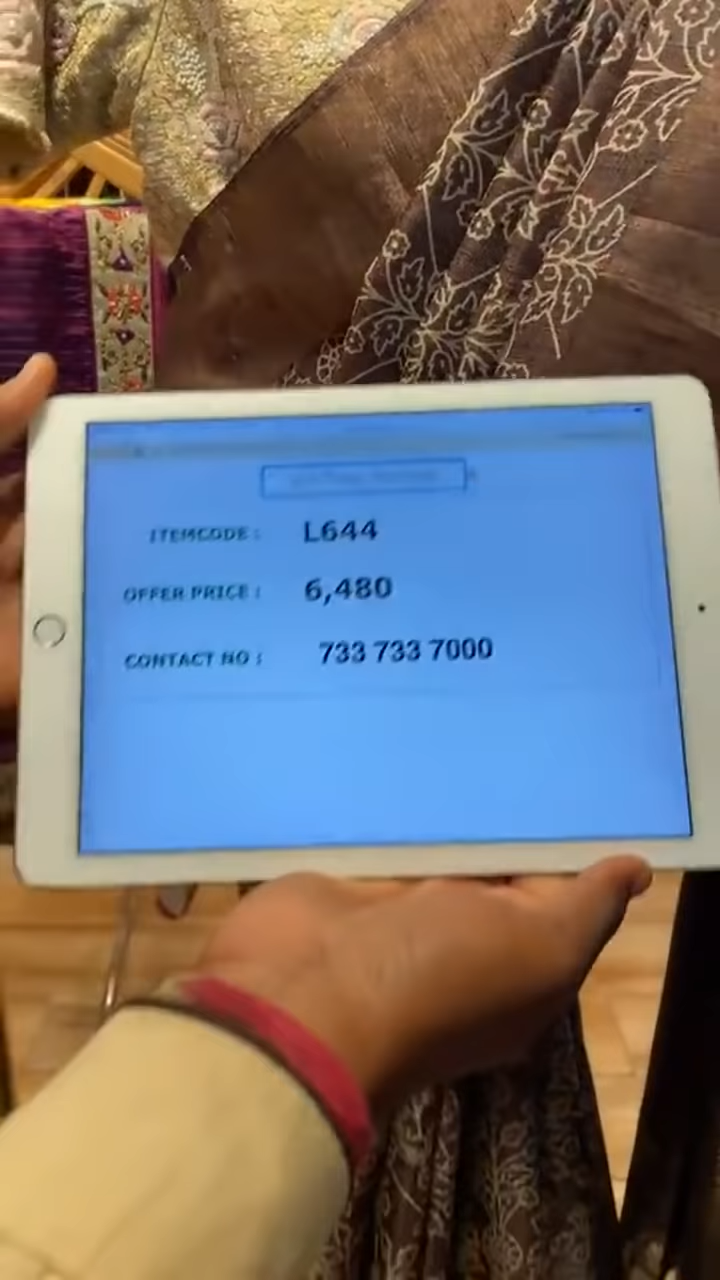 ITEMCODE : L644
OFFER PRICE : 6,480
CONTACT NO : 733 733 7000